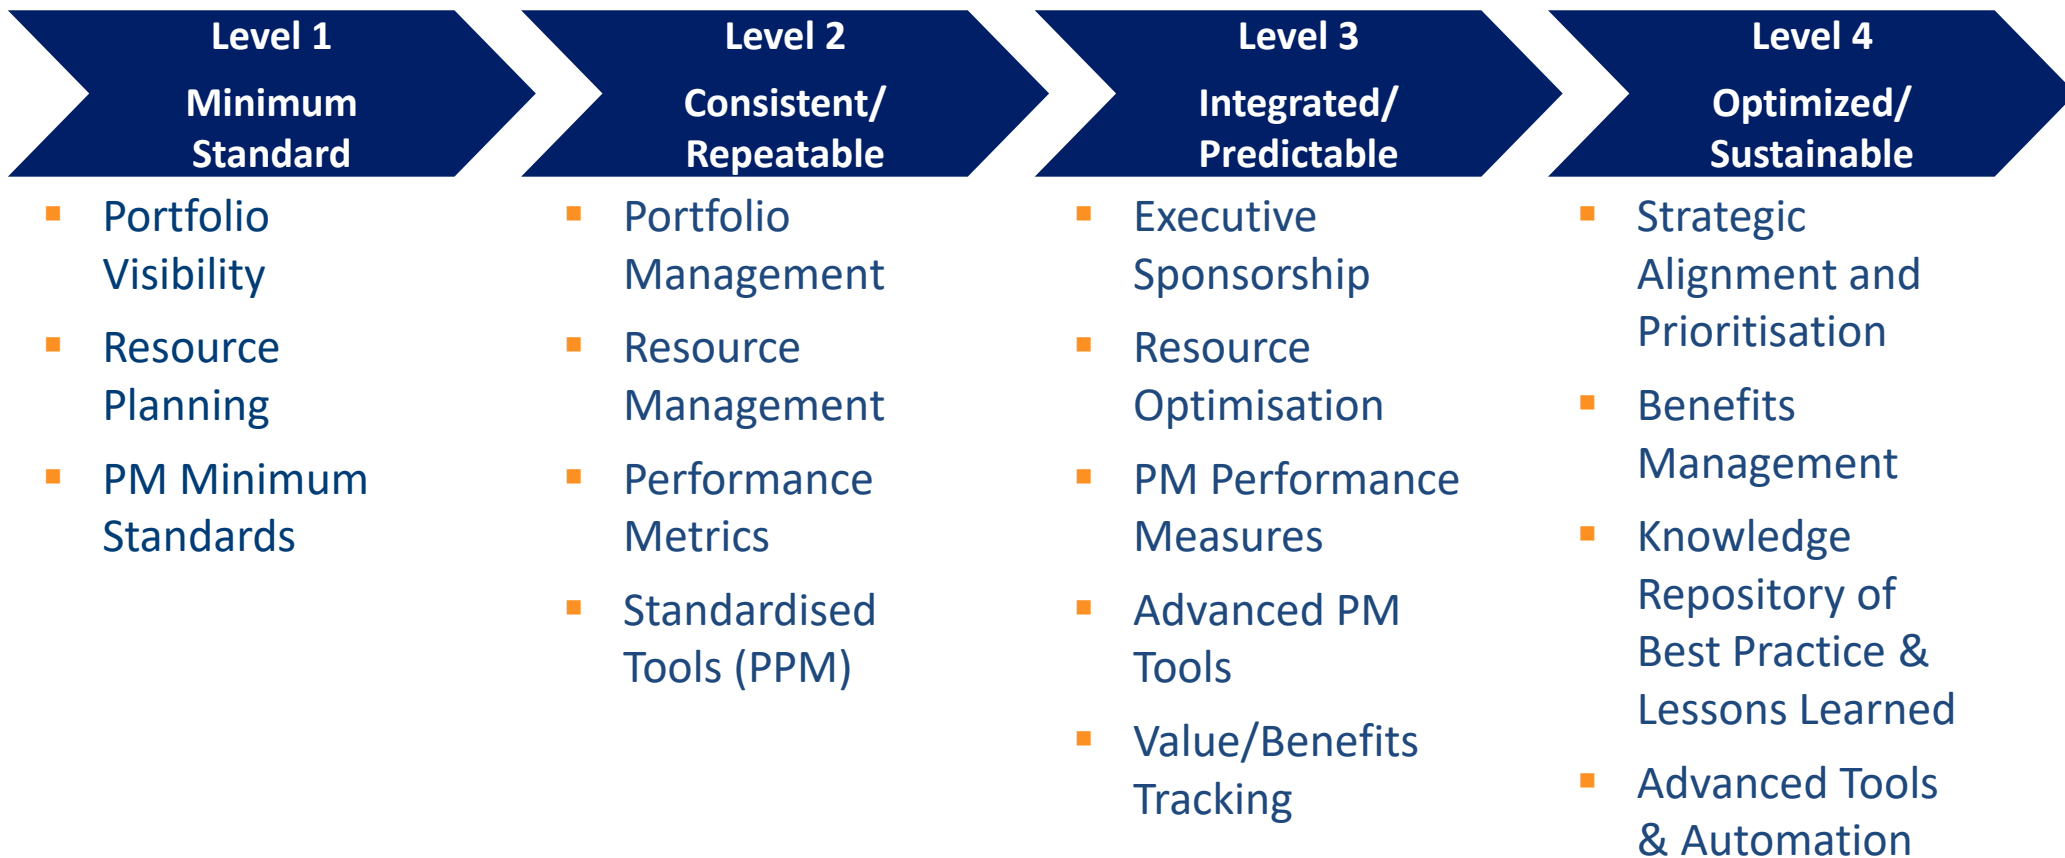 Level 1
Minimum
Standard
Portfolio
Visibility
Resource
Planning
PM Minimum
Standards
Level 2
Consistent/
Repeatable
Portfolio
Management
Resource
Management
Performance
Metrics
Standardised
Tools (PPM)
Level 3
Integrated/
Predictable
Executive
Sponsorship
Resource
Optimisation
PM Performance
Measures
Advanced PM
Tools
Value/Benefits
Tracking
Level 4
Optimized/
Sustainable
Strategic
Alignment and
Prioritisation
Benefits
Management
Knowledge
Repository of
Best Practice &
Lessons Learned
Advanced Tools
& Automation